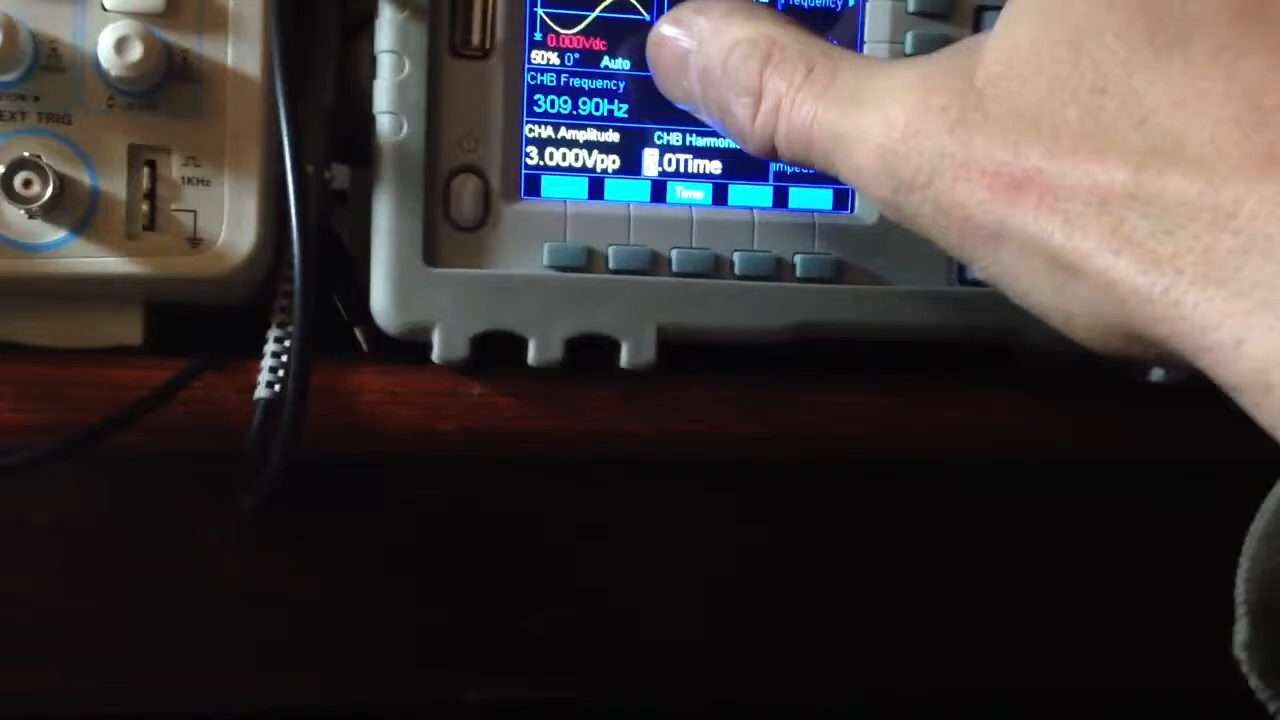 Frequency
0.000Vdc
50% 0° Auto
CHB Frequency
309.90Hz
CHA Amplitude
CHB Harmonic
3.000Vpp
.0Time
Time
EXT TRIG
1KHz